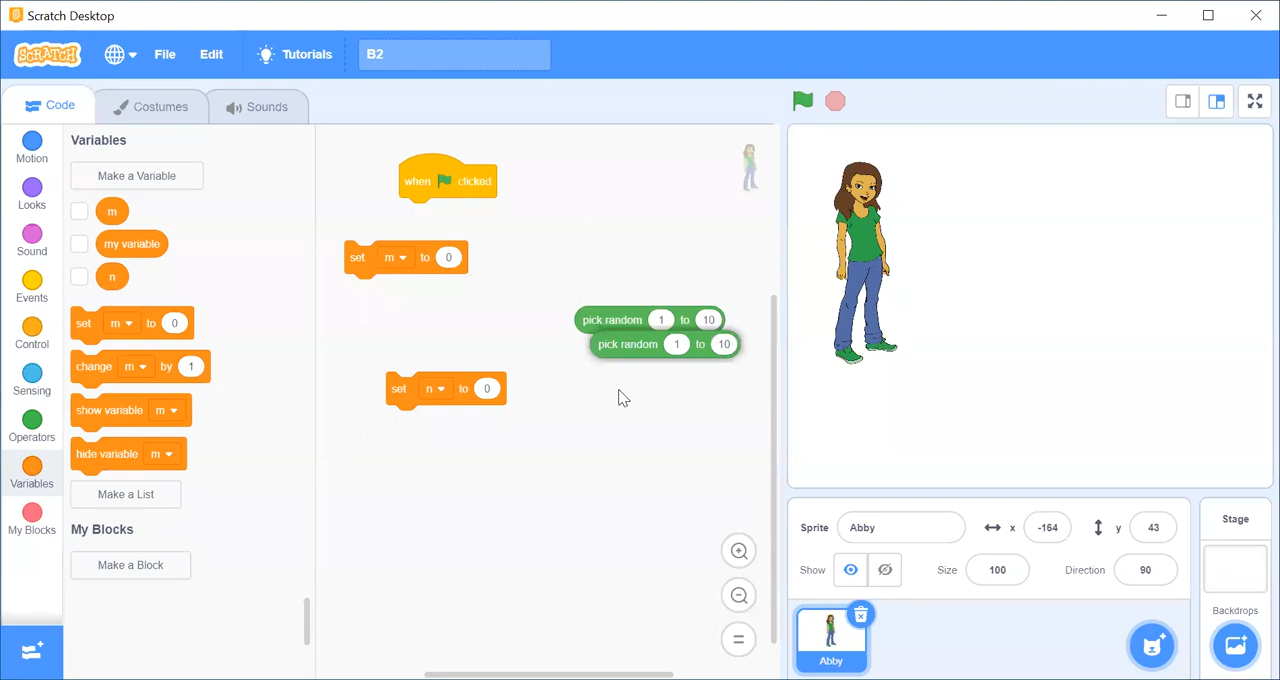 Scratch Desktop
SCRATCH File Edit Tutorials B2
Code Costumes Sounds
Motion
Looks
Sound
Events
Control
Sensing
Operators
Variables
My Blocks
Variables
Make a Variable
m
my variable
n
set m to 0
change m by 1
show variable m
hide variable m
Make a List
My Blocks
Make a Block
when clicked
set m to 0
pick random 1 to 10
pick random 1 to 10
set n to 0
Sprite Abby x -164 y 43
Show Size 100 Direction 90
Abby
Stage
Backdrops